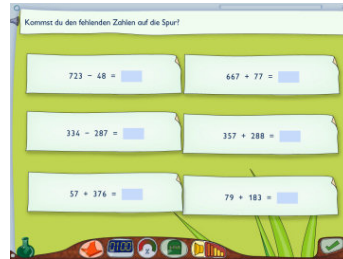 Kommst du den fehlenden Zahlen auf die Spur?
723 - 48 =
667 + 77 =
334 - 287 =
357 + 288 =
57 + 376 =
79 + 183 =